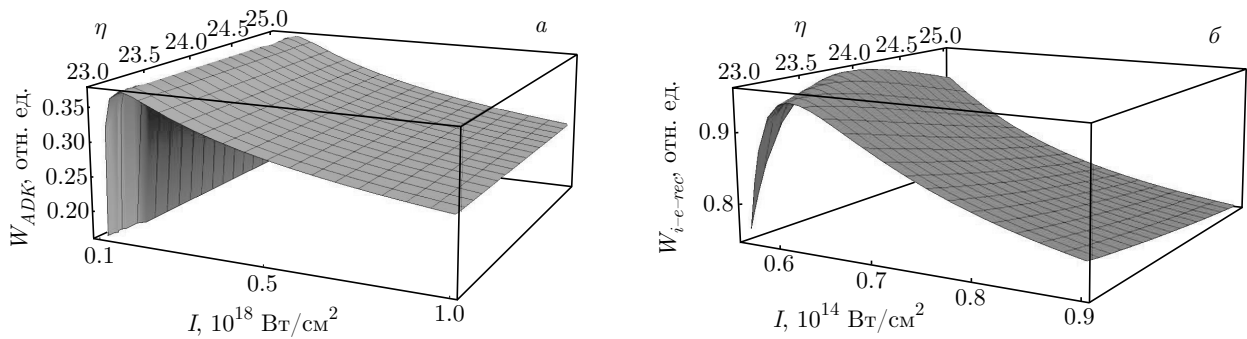 η
23.0 23.5 24.0 24.5 25.0
а
W_ADK, отн. ед.
0.35
0.30
0.25
0.20
0.1 0.5 1.0
I, 10^18 Вт/см^2
η
23.0 23.5 24.0 24.5 25.0
б
W_i–e–rec, отн. ед.
0.9
0.8
0.6 0.7 0.8 0.9
I, 10^14 Вт/см^2